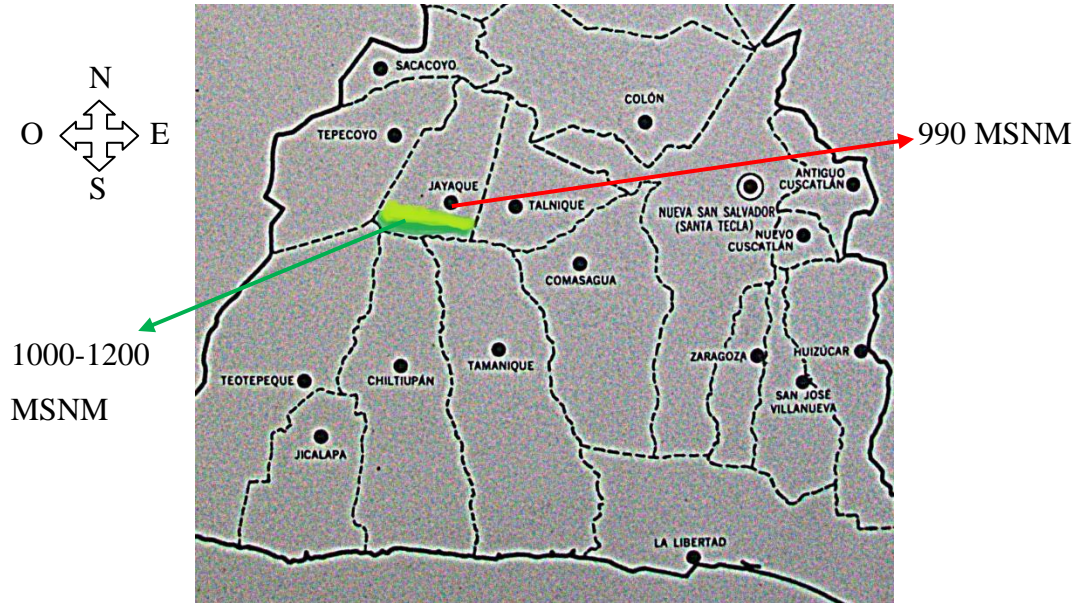 N
O
E
S
SACACOYO
COLÓN
TEPECOYO
990 MSNM
ANTIGUO
CUSCATLÁN
JAYAQUE
TALNIQUE
NUEVA SAN SALVADOR
(SANTA TECLA)
NUEVO
CUSCATLÁN
COMASAGUA
1000-1200
MSNM
ZARAGOZA
HUIZÚCAR
TAMANIQUE
TEOTEPEQUE
CHILTIUPÁN
SAN JOSÉ
VILLANUEVA
JICALAPA
LA LIBERTAD